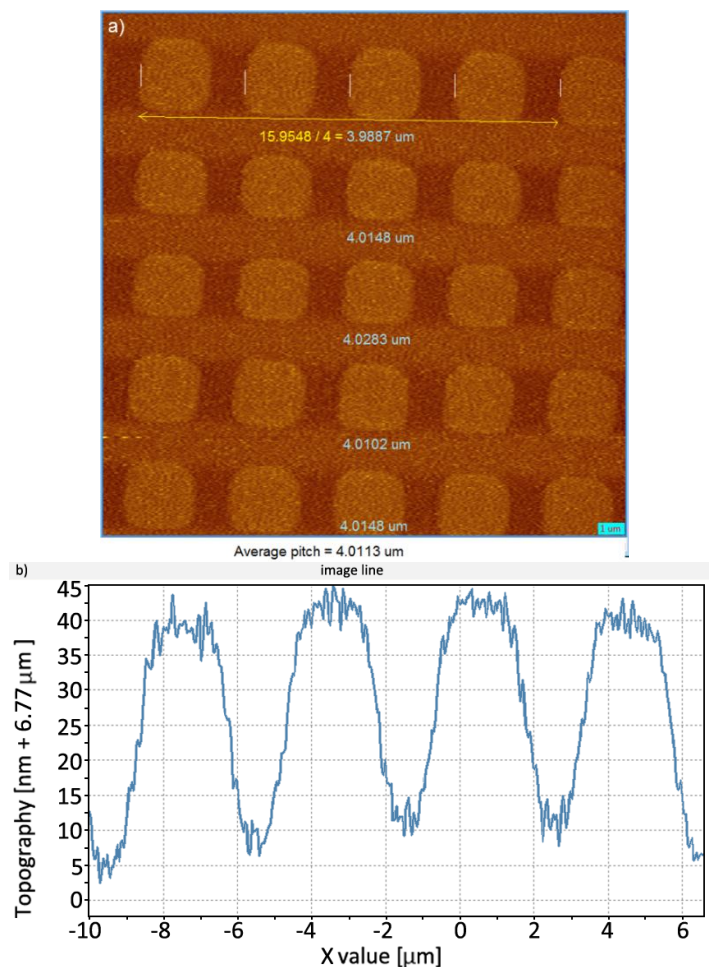 a)
15.9548 / 4 = 3.9887 um
4.0148 um
4.0283 um
4.0102 um
4.0148 um
1 um
Average pitch = 4.0113 um
b)
image line
Topography [nm + 6.77 μm]
45
40
35
30
25
20
15
10
5
0
-10
-8
-6
-4
-2
0
2
4
6
X value [μm]